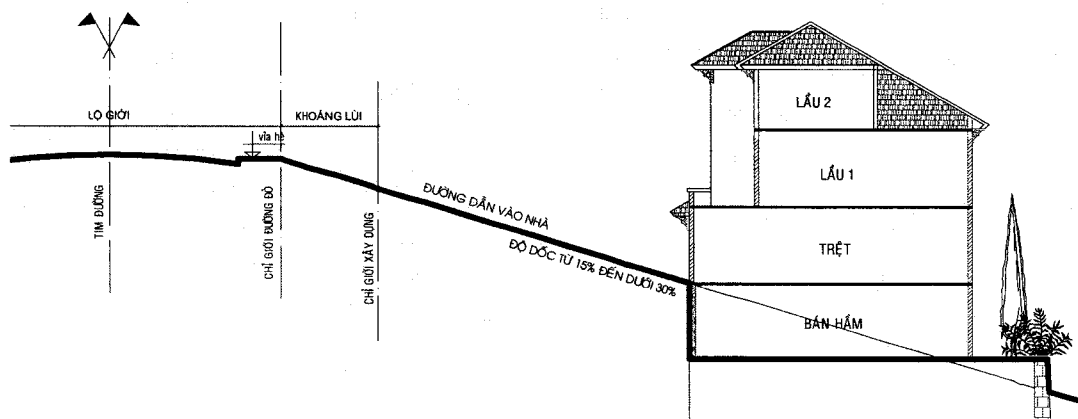 LỘ GIỚI
KHOẢNG LÙI
vỉa hè
TIM ĐƯỜNG
CHỈ GIỚI ĐƯỜNG ĐỎ
CHỈ GIỚI XÂY DỰNG
ĐƯỜNG DẪN VÀO NHÀ
ĐỘ DỐC TỪ 15% ĐẾN DƯỚI 30%
LẦU 2
LẦU 1
TRỆT
BÁN HẦM